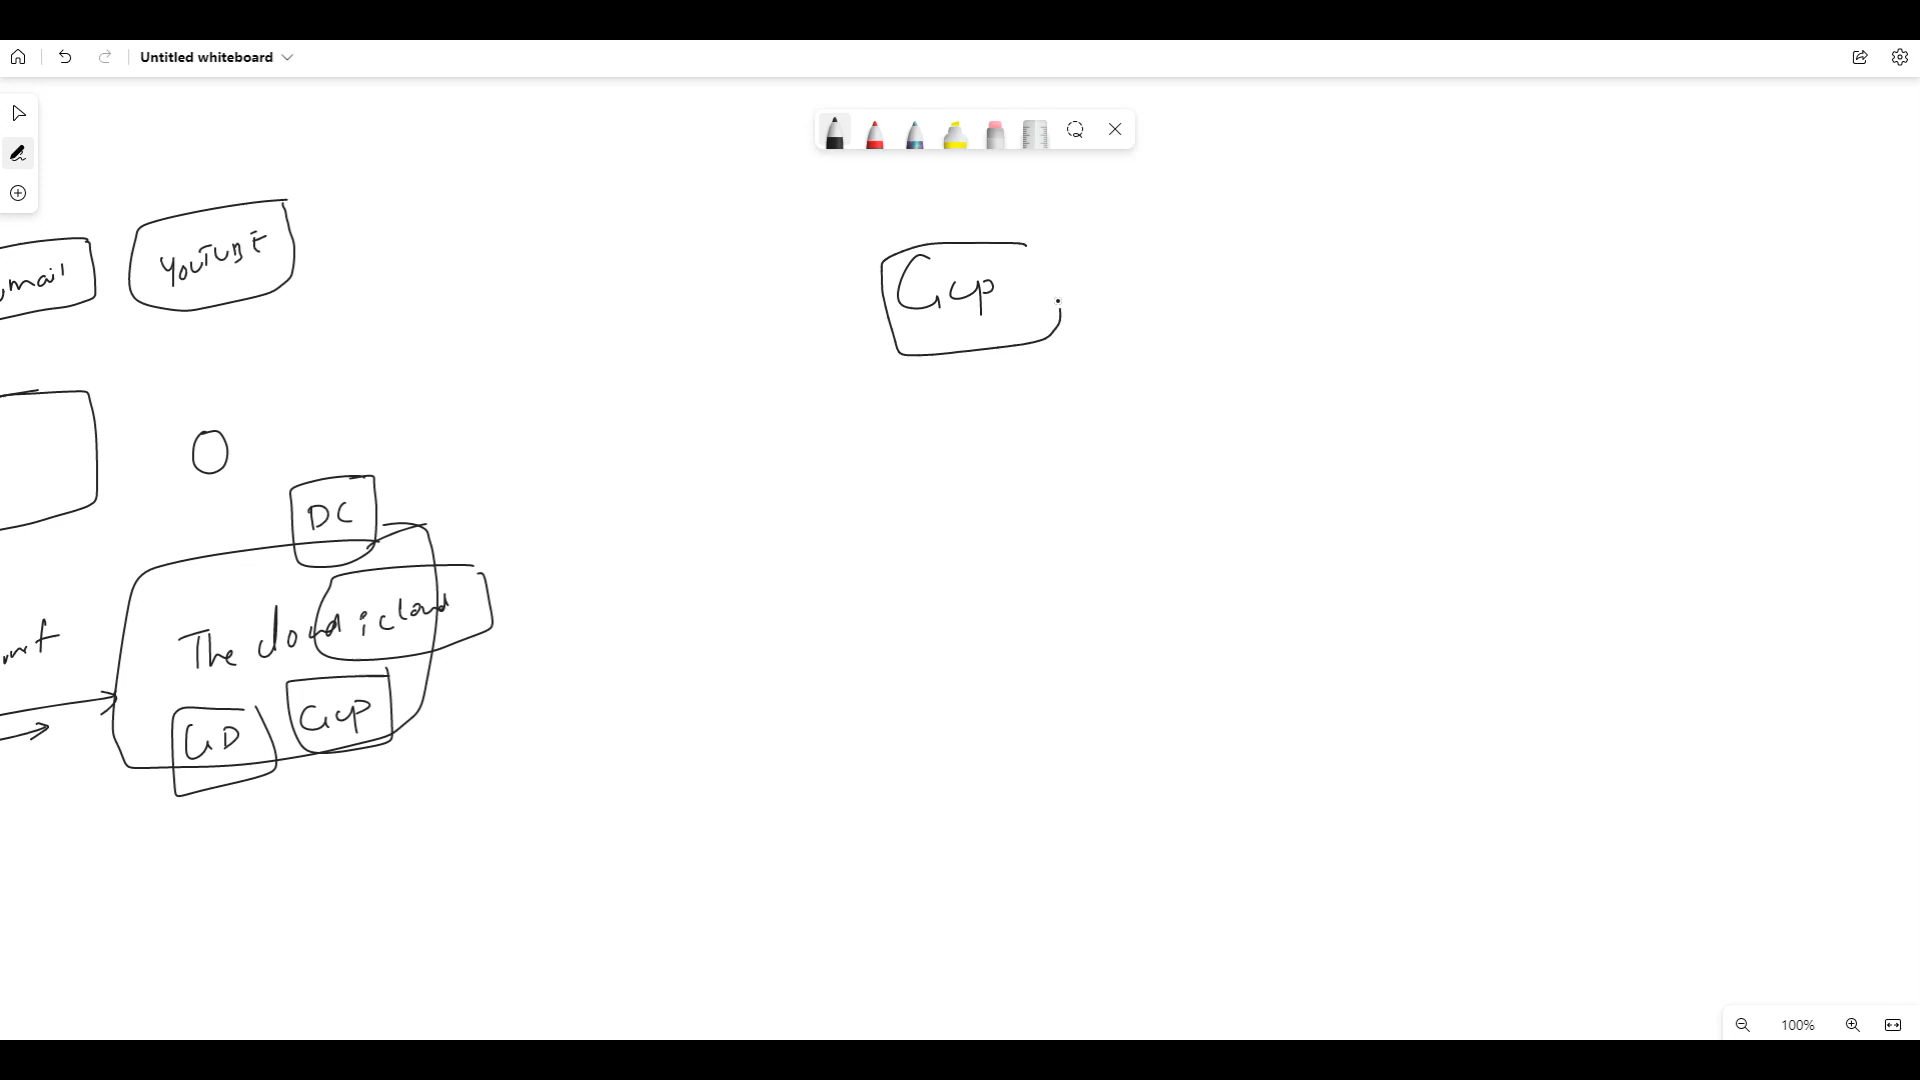 Untitled whiteboard
YOUTUBE
mail
Gcp
DC
The cloud
icloud
Gcp
GD
100%